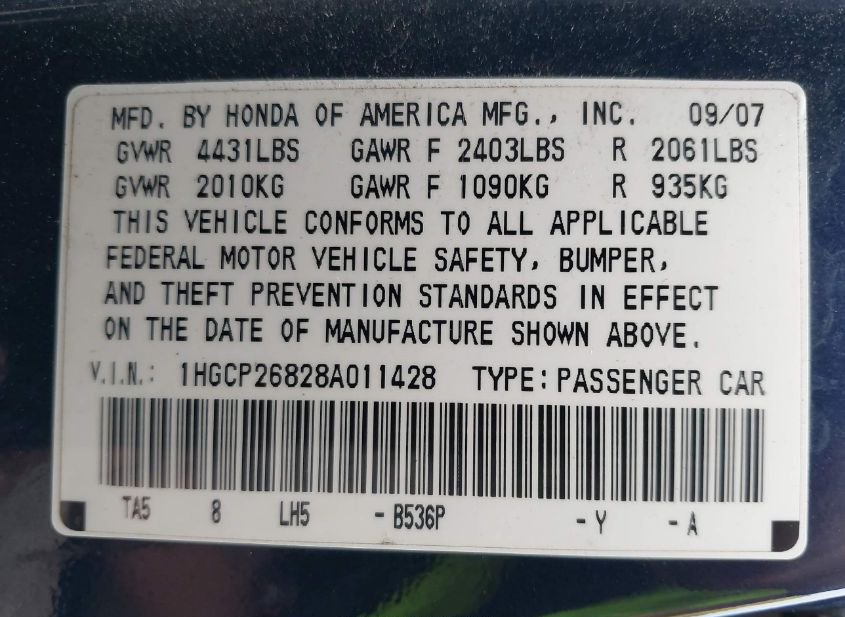 MFD. BY HONDA OF AMERICA MFG., INC. 09/07
GVWR 4431LBS GAWR F 2403LBS R 2061LBS
GVWR 2010KG GAWR F 1090KG R 935KG
THIS VEHICLE CONFORMS TO ALL APPLICABLE
FEDERAL MOTOR VEHICLE SAFETY, BUMPER,
AND THEFT PREVENTION STANDARDS IN EFFECT
ON THE DATE OF MANUFACTURE SHOWN ABOVE.
V.I.N.: 1HGCP26828A011428 TYPE: PASSENGER CAR
TA5 8 LH5 - B536P - Y - A